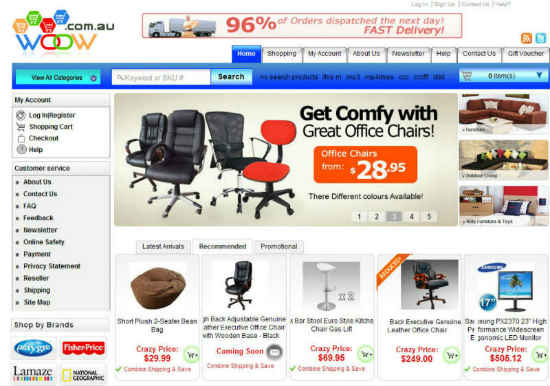 Log in | Sign Up | Contact Us | Help?
WOOW.com.au
96% of Orders dispatched the next day!
FAST Delivery!
Home Shopping My Account About Us Newsletter Help Contact Us Gift Voucher
View All Categories
Keyword or SKU #
Search
0 item(s)
My Account
Log In|Register
Shopping Cart
Checkout
Help
Customer service
About Us
Contact Us
FAQ
Feedback
Newsletter
Online Safety
Payment
Privacy Statement
Reseller
Shipping
Site Map
Shop by Brands
playgro Fisher-Price
Lamaze NATIONAL GEOGRAPHIC
Get Comfy with
Great Office Chairs!
Office Chairs
from: $28.95
There Different colours Available!
1 2 3 4 5
Furniture
Outdoor Living
Kids Furniture & Toys
Latest Arrivals Recommended Promotional
Short Plush 2-Seater Bean
Bag
Crazy Price:
$29.99
Combine Shipping & Save
gh Back Adjustable Genuine
ather Executive Office Chair
with Wooden Base - Black
Coming Soon
x 2
x Bar Stool Euro Style Kitche
Chair Gas Lift
Crazy Price:
$69.95
Combine Shipping & Save
REDUCED!
Back Executive Genuine
Leather Office Chair
Crazy Price:
$249.00
Combine Shipping & Save
SAMSUNG
17"
Samsung PX2370 23" High
Performance Widescreen
Ergonomic LED Monitor
Crazy Price:
$505.12
Combine Shipping & Save